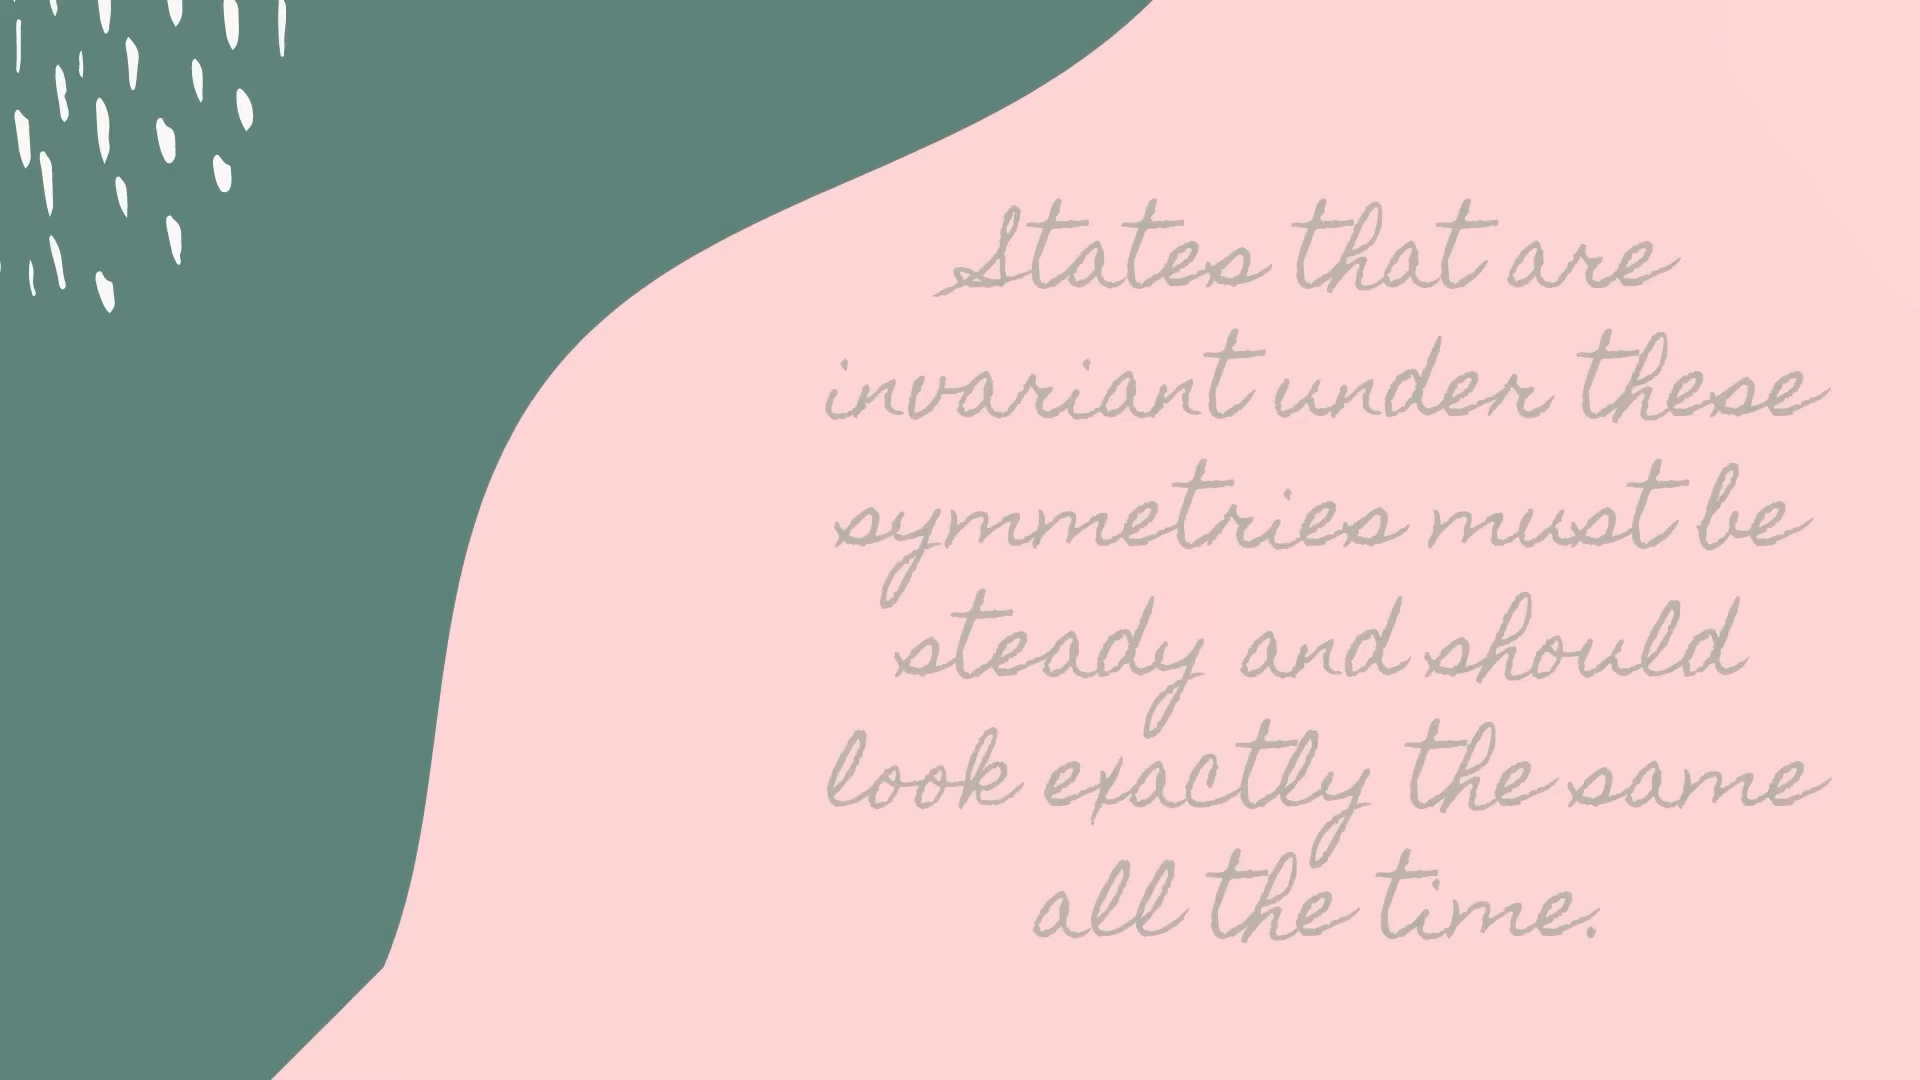 States that are
invariant under these
symmetries must be
steady and should
look exactly the same
all the time.